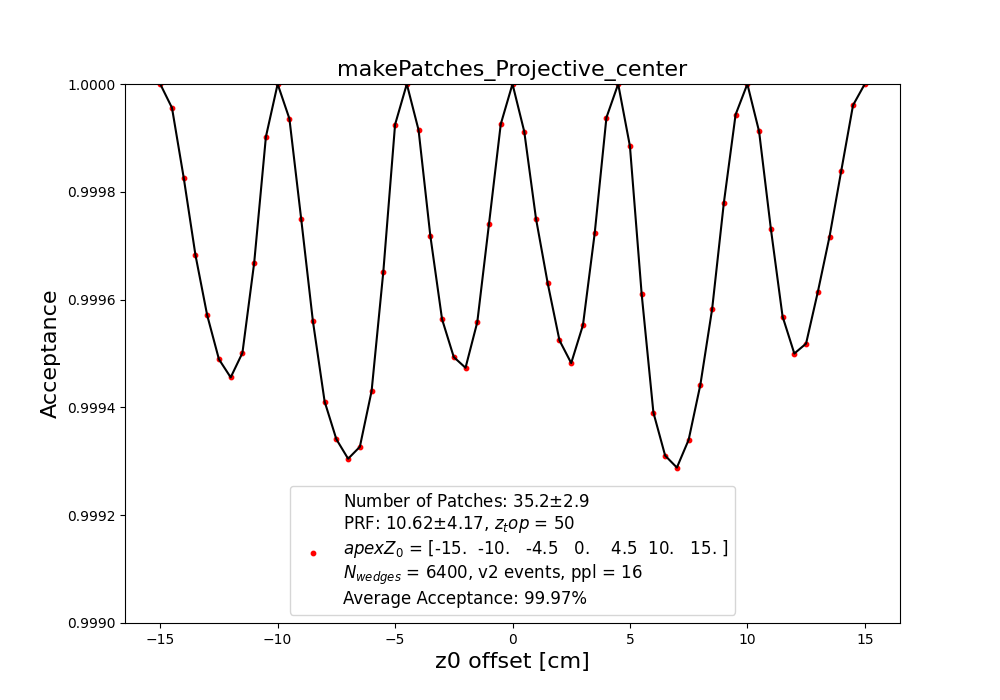 makePatches_Projective_center
1.0000
0.9998
0.9996
0.9994
0.9992
0.9990
Acceptance
Number of Patches: 35.2±2.9
PRF: 10.62±4.17, zₜop = 50
apexZ₀ = [-15. -10. -4.5 0. 4.5 10. 15. ]
N_wedges = 6400, v2 events, ppl = 16
Average Acceptance: 99.97%
−15 −10 −5 0 5 10 15
z0 offset [cm]